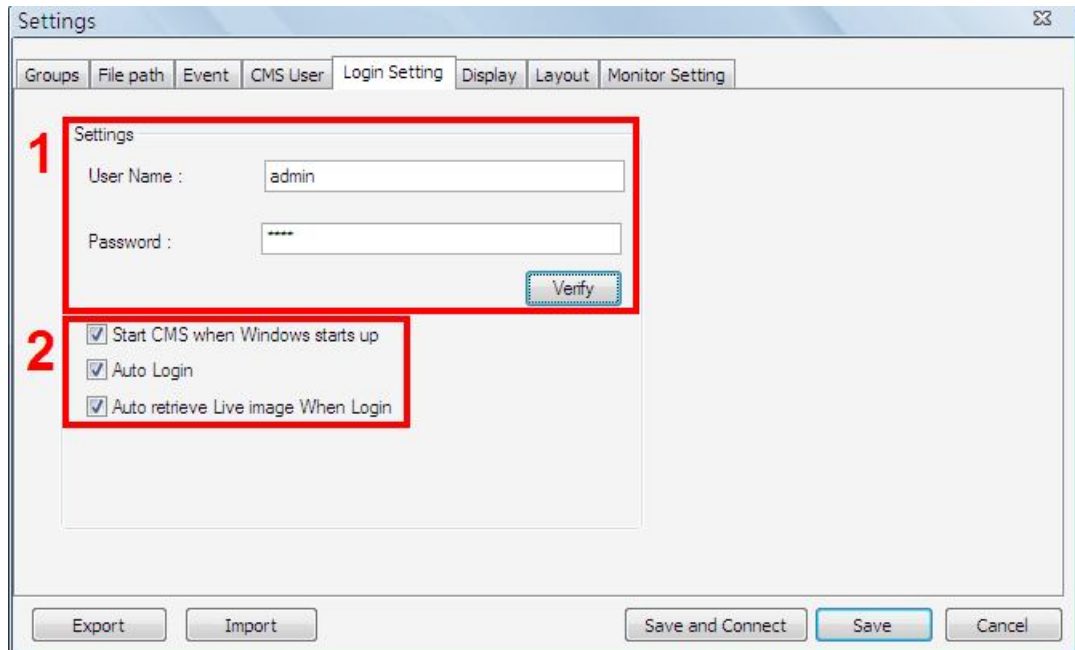 Settings
Groups File path Event CMS User Login Setting Display Layout Monitor Setting
1
Settings
User Name : admin
Password : ****
Verify
2
Start CMS when Windows starts up
Auto Login
Auto retrieve Live image When Login
Export Import Save and Connect Save Cancel